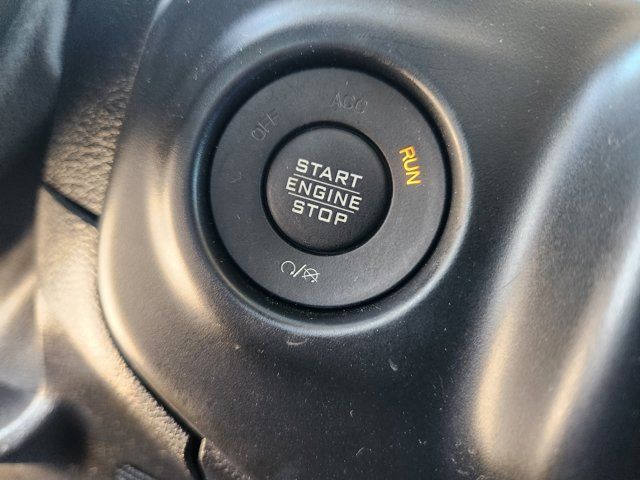 OFF
ACC
RUN
START
ENGINE
STOP